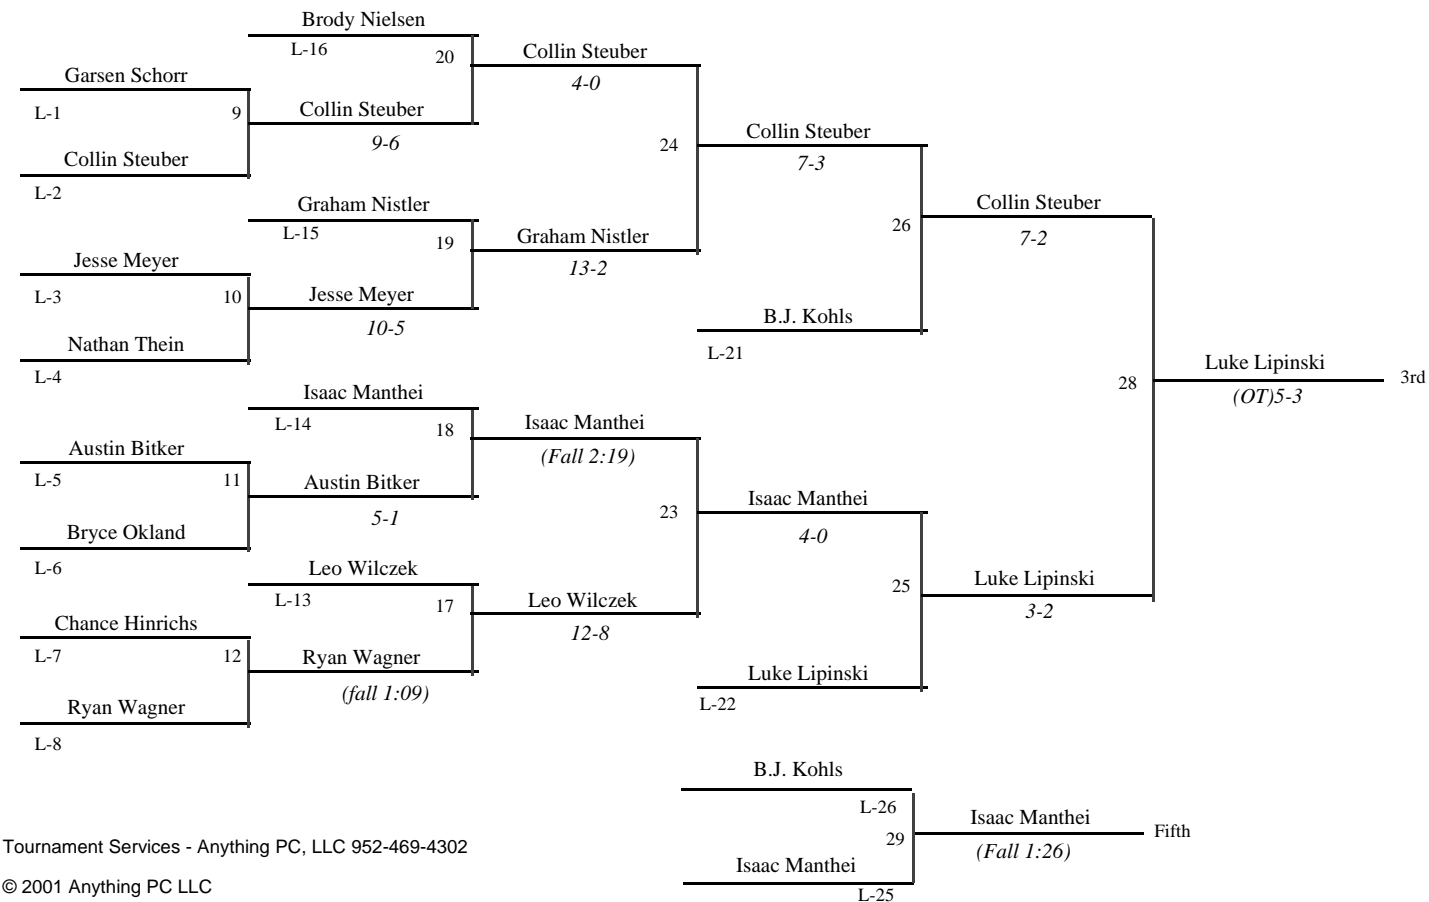 Brody Nielsen
L-16
20
Collin Steuber
4-0
Garsen Schorr
L-1
9
Collin Steuber
9-6
Collin Steuber
L-2
24
Collin Steuber
7-3
Graham Nistler
L-15
19
Graham Nistler
13-2
Collin Steuber
7-2
26
Jesse Meyer
L-3
10
Jesse Meyer
10-5
B.J. Kohls
L-21
Nathan Thein
L-4
28
Luke Lipinski
(OT)5-3
3rd
Isaac Manthei
L-14
18
Isaac Manthei
(Fall 2:19)
Austin Bitker
L-5
11
Austin Bitker
5-1
23
Isaac Manthei
4-0
Bryce Okland
L-6
Leo Wilczek
L-13
17
Leo Wilczek
12-8
25
Luke Lipinski
3-2
Chance Hinrichs
L-7
12
Ryan Wagner
(fall 1:09)
Luke Lipinski
L-22
Ryan Wagner
L-8
B.J. Kohls
L-26
29
Isaac Manthei
(Fall 1:26)
Fifth
Isaac Manthei
L-25
Tournament Services - Anything PC, LLC 952-469-4302
© 2001 Anything PC LLC